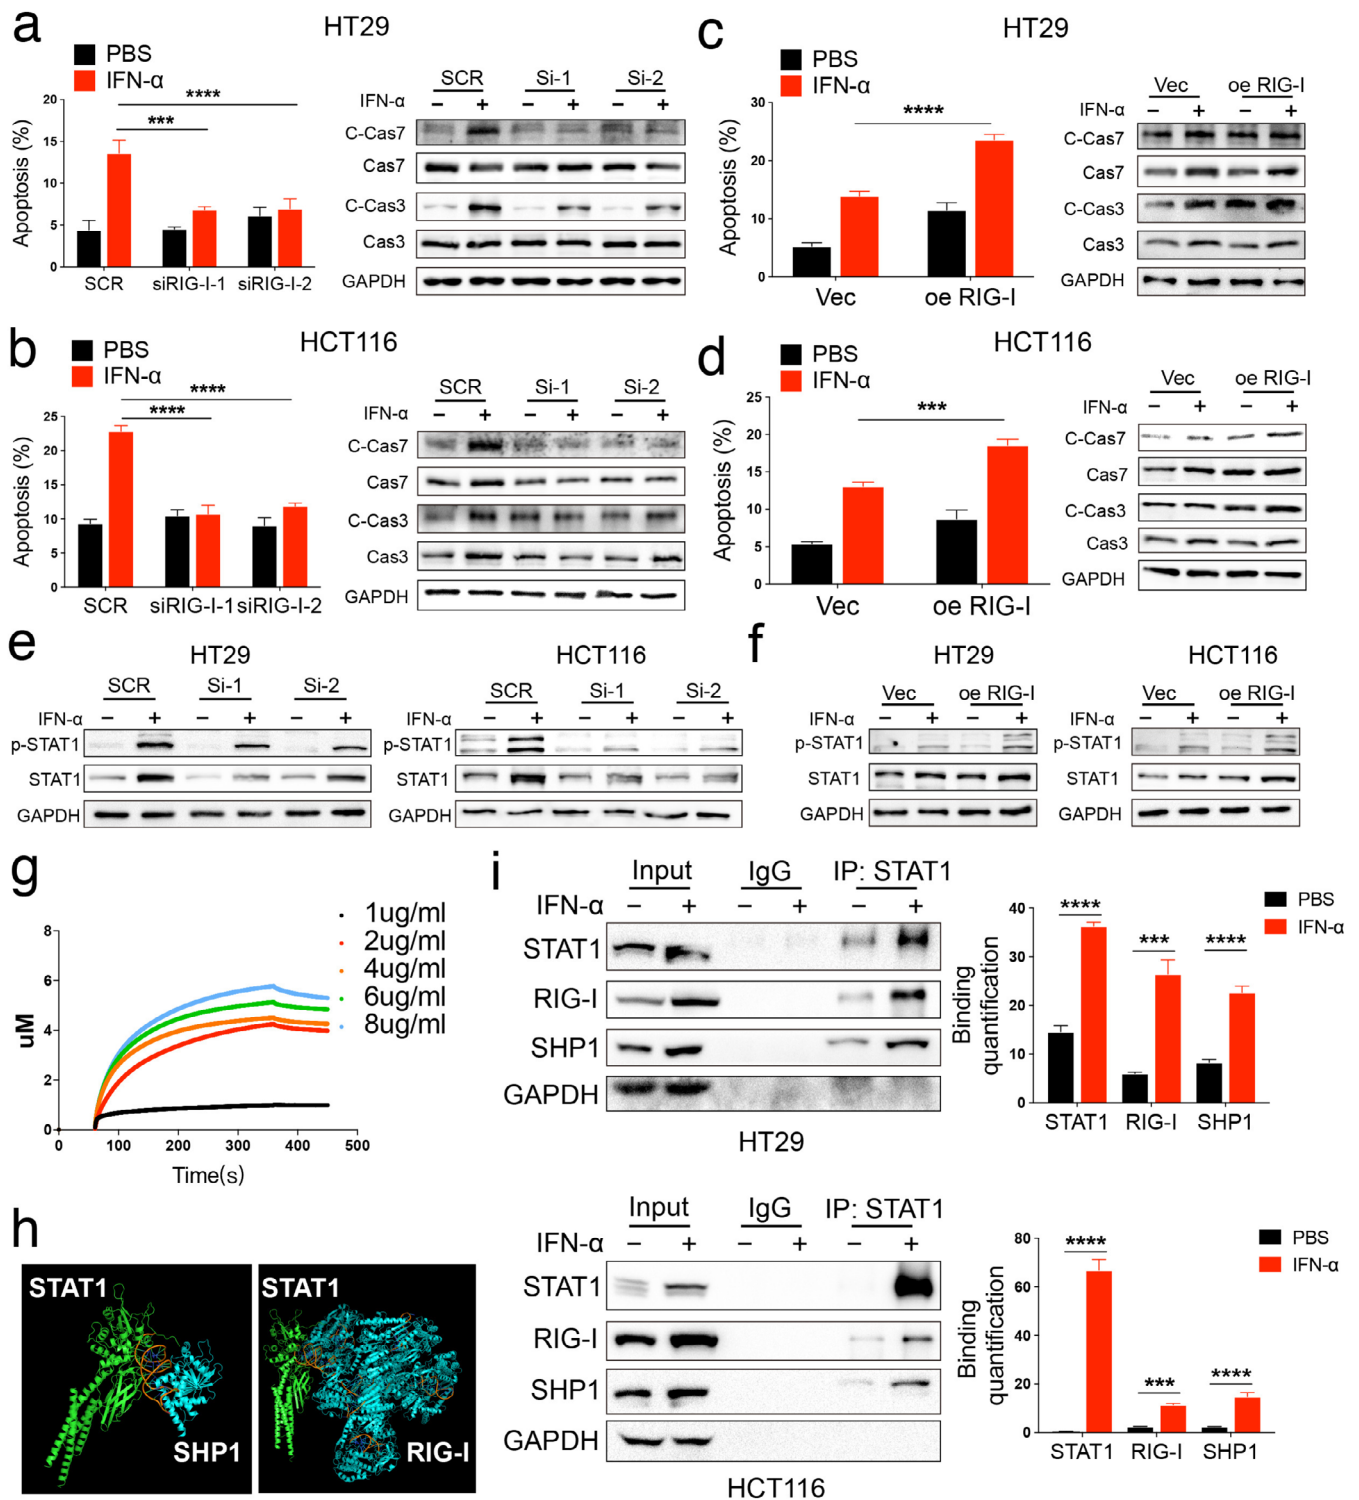 a
HT29
PBS
IFN-α
Apoptosis (%)
20
15
10
5
0
****
***
SCR
siRIG-I-1
siRIG-I-2
SCR Si-1 Si-2
IFN-α − + − + − +
C-Cas7
Cas7
C-Cas3
Cas3
GAPDH
c
HT29
PBS
IFN-α
Apoptosis (%)
30
20
10
0
****
Vec
oe RIG-I
Vec oe RIG-I
IFN-α − + − +
C-Cas7
Cas7
C-Cas3
Cas3
GAPDH
b
HCT116
PBS
IFN-α
Apoptosis (%)
25
20
15
10
5
0
****
****
SCR
siRIG-I-1
siRIG-I-2
SCR Si-1 Si-2
IFN-α − + − + − +
C-Cas7
Cas7
C-Cas3
Cas3
GAPDH
d
HCT116
PBS
IFN-α
Apoptosis (%)
25
20
15
10
5
0
***
Vec
oe RIG-I
Vec oe RIG-I
IFN-α − + − +
C-Cas7
Cas7
C-Cas3
Cas3
GAPDH
e
HT29
SCR Si-1 Si-2
IFN-α − + − + − +
p-STAT1
STAT1
GAPDH
HCT116
SCR Si-1 Si-2
IFN-α − + − + − +
p-STAT1
STAT1
GAPDH
f
HT29
Vec oe RIG-I
IFN-α − + − +
p-STAT1
STAT1
GAPDH
HCT116
Vec oe RIG-I
IFN-α − + − +
p-STAT1
STAT1
GAPDH
g
uM
8
6
4
2
0
0 100 200 300 400 500
Time(s)
1ug/ml
2ug/ml
4ug/ml
6ug/ml
8ug/ml
h
STAT1
SHP1
STAT1
RIG-I
i
Input IgG IP: STAT1
IFN-α − + − + − +
STAT1
RIG-I
SHP1
GAPDH
HT29
Binding
quantification
40
30
20
10
0
****
***
****
STAT1 RIG-I SHP1
PBS
IFN-α
Input IgG IP: STAT1
IFN-α − + − + − +
STAT1
RIG-I
SHP1
GAPDH
HCT116
Binding
quantification
80
60
40
20
0
****
***
****
STAT1 RIG-I SHP1
PBS
IFN-α